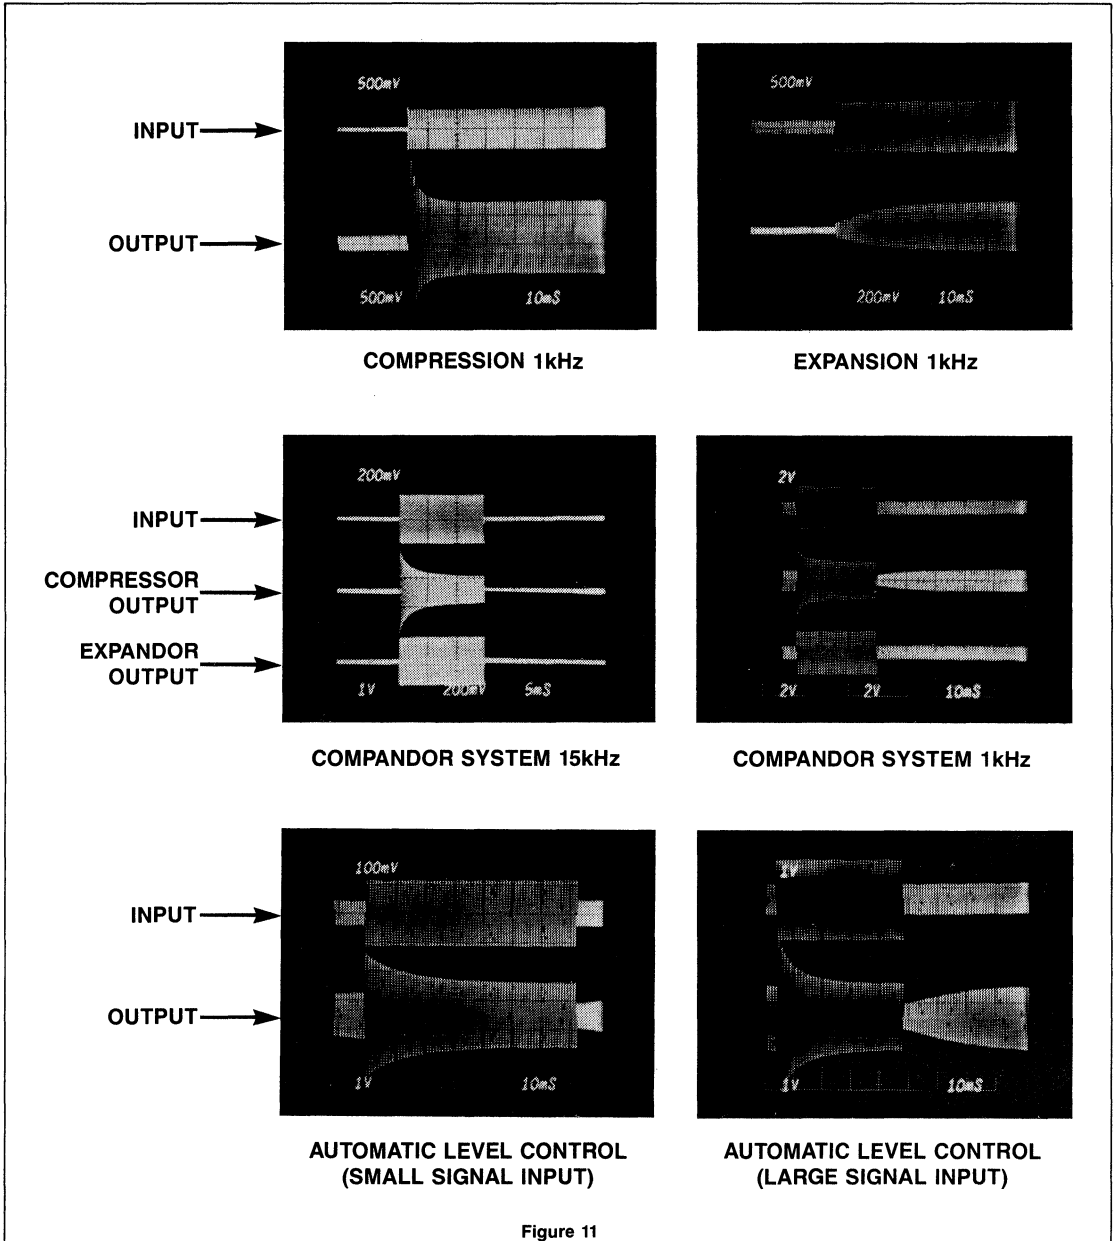 500mV
500mV
INPUT
OUTPUT
500mV 10mS
200mV 10mS
COMPRESSION 1kHz
EXPANSION 1kHz
200mV
2V
INPUT
COMPRESSOR
OUTPUT
EXPANDOR
OUTPUT
1V 200mV 5mS
2V 2V 10mS
COMPANDOR SYSTEM 15kHz
COMPANDOR SYSTEM 1kHz
100mV
1V
INPUT
OUTPUT
1V 10mS
1V 10mS
AUTOMATIC LEVEL CONTROL
(SMALL SIGNAL INPUT)
AUTOMATIC LEVEL CONTROL
(LARGE SIGNAL INPUT)
Figure 11